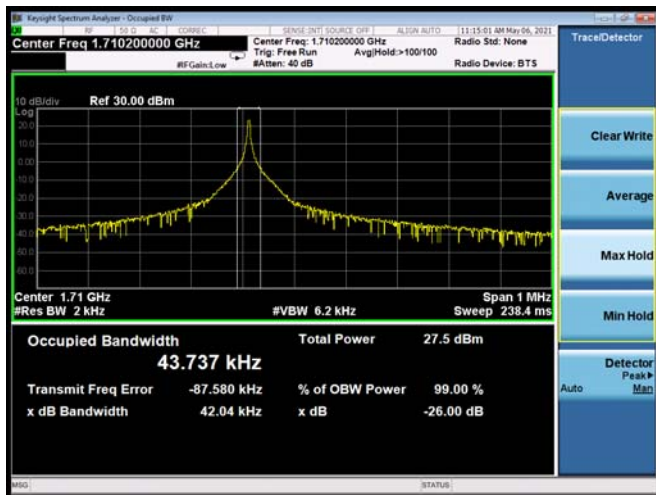 Keysight Spectrum Analyzer - Occupied BW
RF 50 Ω AC CORREC SENSE:INT SOURCE OFF ALIGN AUTO 11:15:01 AM May 06, 2021
Center Freq 1.710200000 GHz Center Freq: 1.710200000 GHz Radio Std: None
Trig: Free Run Avg|Hold:>100/100
#IFGain:Low #Atten: 40 dB Radio Device: BTS
Trace/Detector
10 dB/div Ref 30.00 dBm
Log
20.0
10.0
0.00
-10.0
-20.0
-30.0
-40.0
-50.0
-60.0
Center 1.71 GHz Span 1 MHz
#Res BW 2 kHz #VBW 6.2 kHz Sweep 238.4 ms
Occupied Bandwidth Total Power 27.5 dBm
43.737 kHz
Transmit Freq Error -87.580 kHz % of OBW Power 99.00 %
x dB Bandwidth 42.04 kHz x dB -26.00 dB
Clear Write
Average
Max Hold
Min Hold
Detector
Peak▶
Auto Man
MSG STATUS